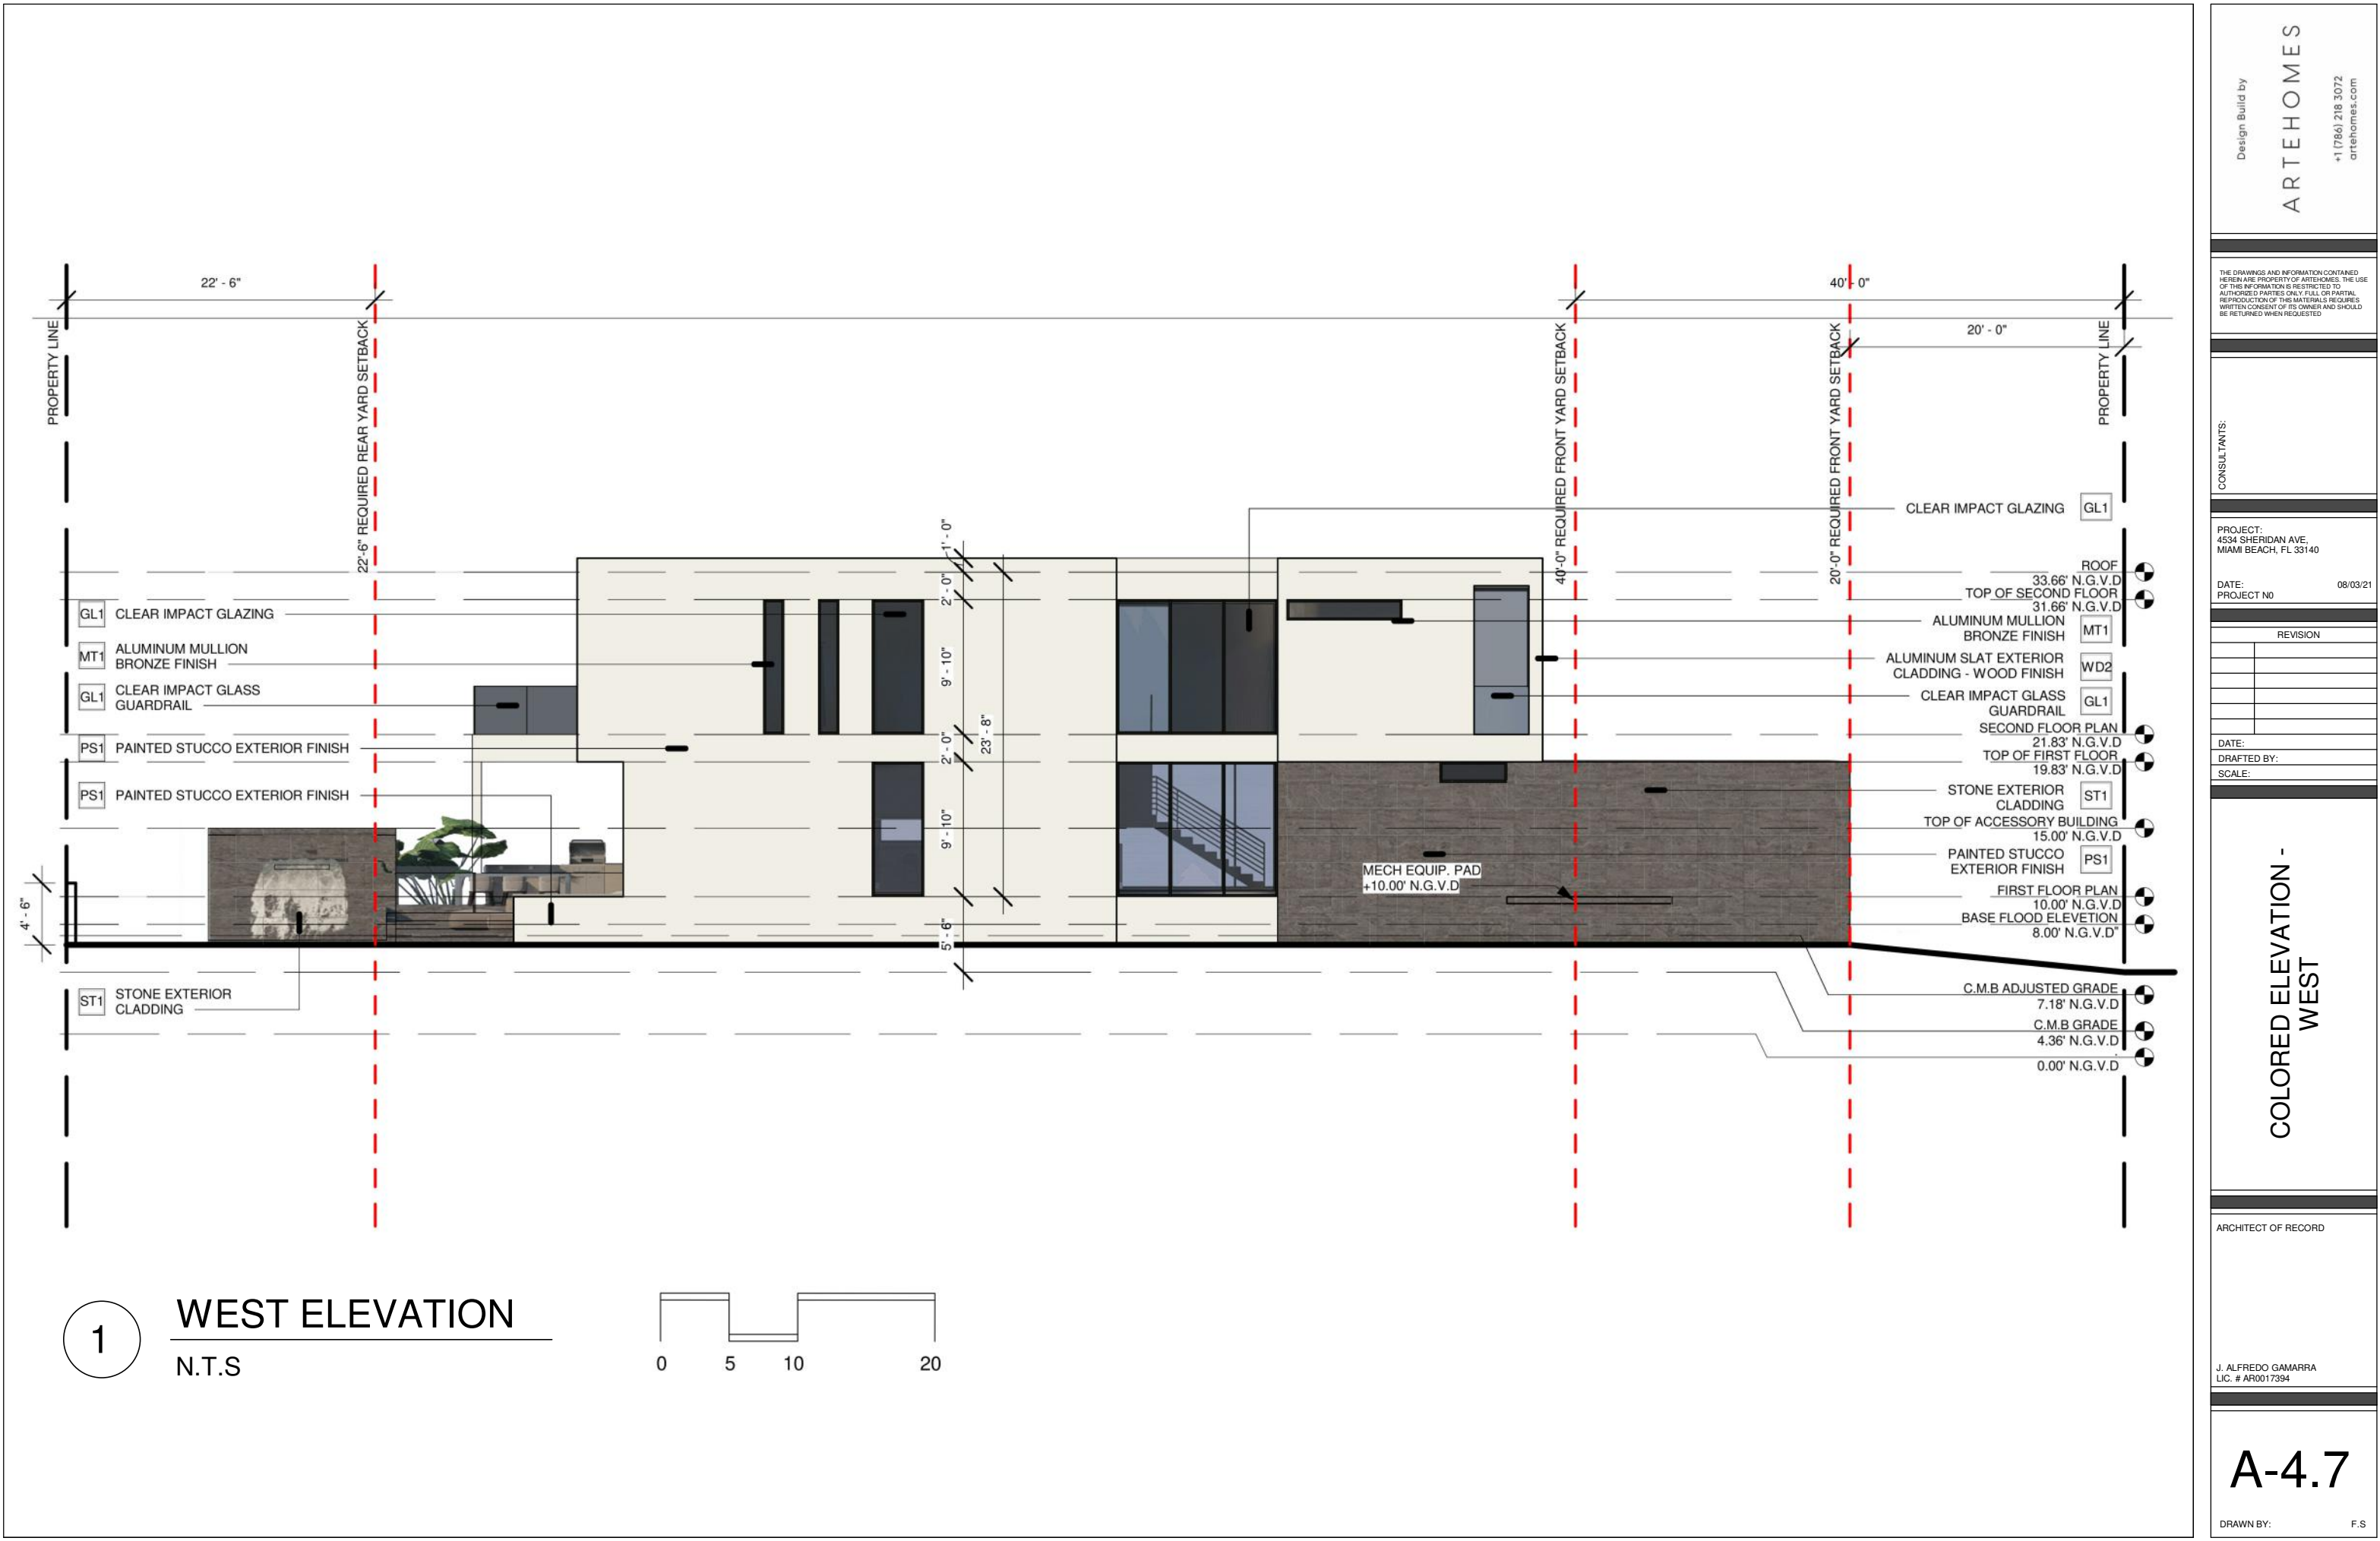 22' - 6"
40' - 0"
20' - 0"
PROPERTY LINE
22'-6" REQUIRED REAR YARD SETBACK
40'-0" REQUIRED FRONT YARD SETBACK
20'-0" REQUIRED FRONT YARD SETBACK
PROPERTY LINE
GL1 CLEAR IMPACT GLAZING
MT1 ALUMINUM MULLION
BRONZE FINISH
GL1 CLEAR IMPACT GLASS
GUARDRAIL
PS1 PAINTED STUCCO EXTERIOR FINISH
PS1 PAINTED STUCCO EXTERIOR FINISH
4' - 6"
ST1 STONE EXTERIOR
CLADDING
1' - 0"
2' - 0"
9' - 10"
2' - 0"
23' - 8"
9' - 10"
5' - 6"
MECH EQUIP. PAD
+10.00' N.G.V.D
CLEAR IMPACT GLAZING GL1
ROOF
33.66' N.G.V.D
TOP OF SECOND FLOOR
31.66' N.G.V.D
ALUMINUM MULLION
BRONZE FINISH MT1
ALUMINUM SLAT EXTERIOR
CLADDING - WOOD FINISH WD2
CLEAR IMPACT GLASS
GUARDRAIL GL1
SECOND FLOOR PLAN
21.83' N.G.V.D
TOP OF FIRST FLOOR
19.83' N.G.V.D
STONE EXTERIOR
CLADDING ST1
TOP OF ACCESSORY BUILDING
15.00' N.G.V.D
PAINTED STUCCO
EXTERIOR FINISH PS1
FIRST FLOOR PLAN
10.00' N.G.V.D
BASE FLOOD ELEVETION
8.00' N.G.V.D"
C.M.B ADJUSTED GRADE
7.18' N.G.V.D
C.M.B GRADE
4.36' N.G.V.D
0.00' N.G.V.D
1
WEST ELEVATION
N.T.S
0 5 10 20
Design Build by
ARTEHOMES
+1 (786) 218 3072
artehomes.com
THE DRAWINGS AND INFORMATION CONTAINED
HEREIN ARE PROPERTY OF ARTEHOMES. THE USE
OF THIS INFORMATION IS RESTRICTED TO
AUTHORIZED PARTIES ONLY. FULL OR PARTIAL
REPRODUCTION OF THIS MATERIALS REQUIRES
WRITTEN CONSENT OF ITS OWNER AND SHOULD
BE RETURNED WHEN REQUESTED
CONSULTANTS:
PROJECT:
4534 SHERIDAN AVE,
MIAMI BEACH, FL 33140
DATE: 08/03/21
PROJECT N0
REVISION
DATE:
DRAFTED BY:
SCALE:
COLORED ELEVATION -
WEST
ARCHITECT OF RECORD
J. ALFREDO GAMARRA
LIC. # AR0017394
A-4.7
DRAWN BY: F.S